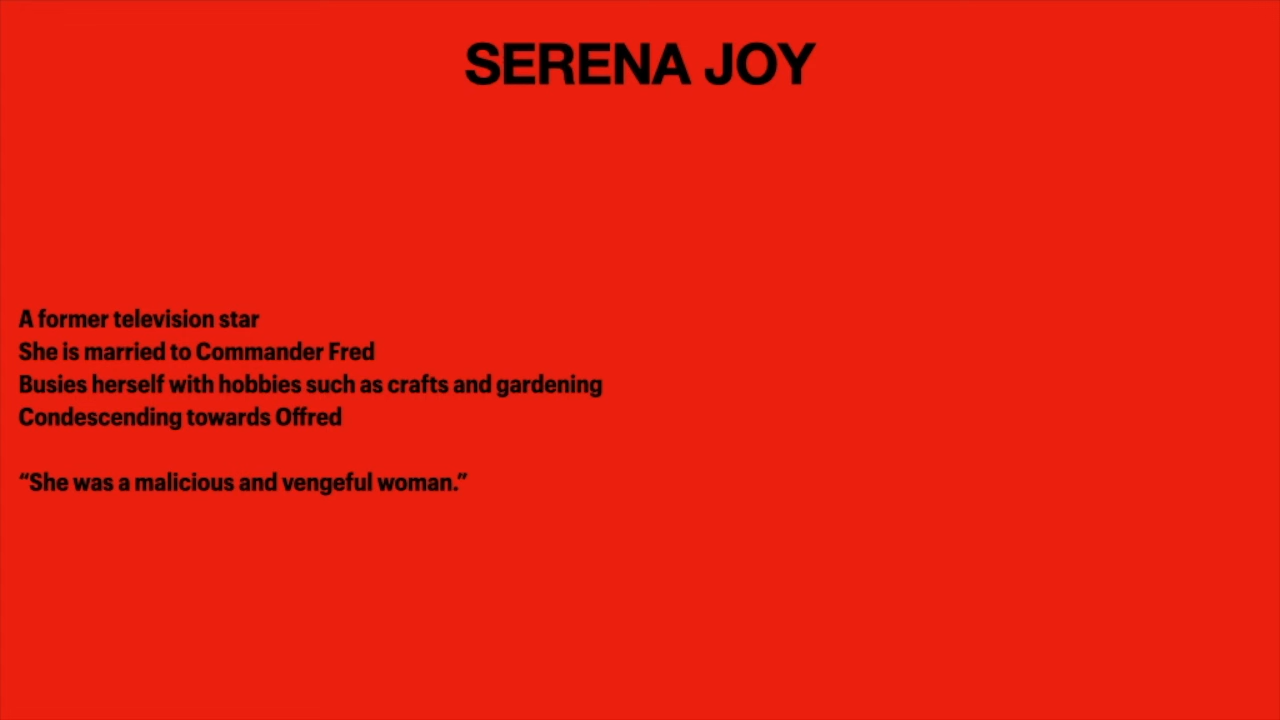 SERENA JOY
A former television star
She is married to Commander Fred
Busies herself with hobbies such as crafts and gardening
Condescending towards Offred
“She was a malicious and vengeful woman.”